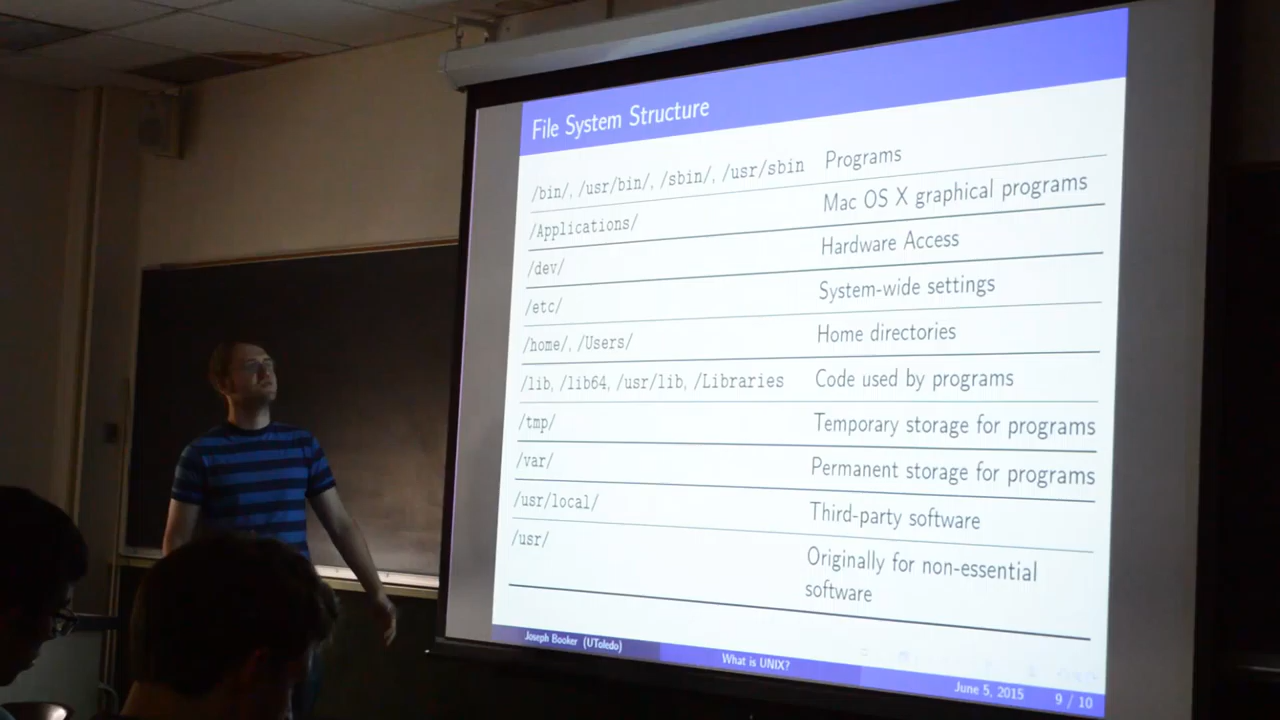 File System Structure
/bin/, /usr/bin/, /sbin/, /usr/sbin Programs
/Applications/ Mac OS X graphical programs
/dev/ Hardware Access
/etc/ System-wide settings
/home/, /Users/ Home directories
/lib, /lib64, /usr/lib, /Libraries Code used by programs
/tmp/ Temporary storage for programs
/var/ Permanent storage for programs
/usr/local/ Third-party software
/usr/ Originally for non-essential
software
Joseph Booker (UToledo) What is UNIX? June 5, 2015 9 / 10